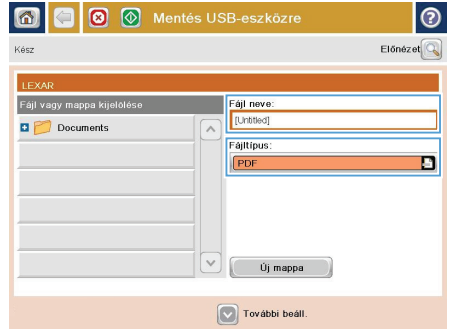 Mentés USB-eszközre
Kész
Előnézet
LEXAR
Fájl vagy mappa kijelölése
Fájl neve:
Documents
[Untitled]
Fájltípus:
PDF
Új mappa
További beáll.